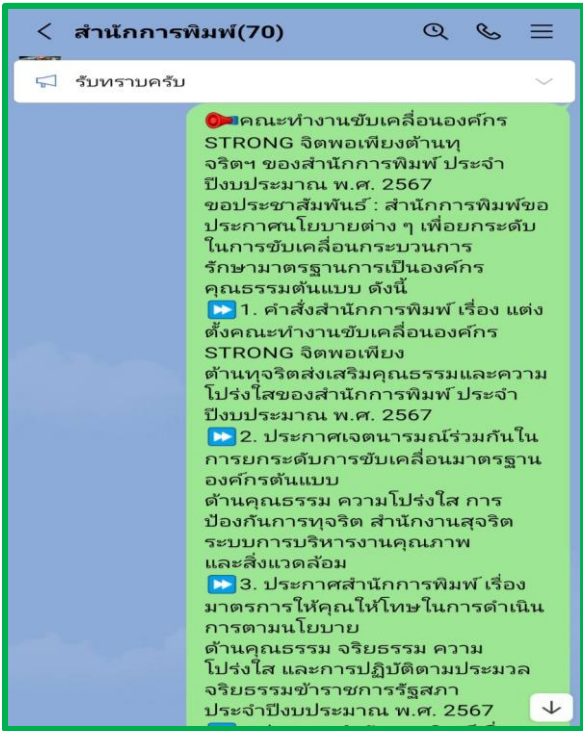 สำนักการพิมพ์(70)
รับทราบครับ
คณะทำงานขับเคลื่อนองค์กร
STRONG จิตพอเพียงต้านทุ
จริตฯ ของสำนักการพิมพ์ ประจำ
ปีงบประมาณ พ.ศ. 2567
ขอประชาสัมพันธ์ : สำนักการพิมพ์ขอ
ประกาศนโยบายต่าง ๆ เพื่อยกระดับ
ในการขับเคลื่อนกระบวนการ
รักษามาตรฐานการเป็นองค์กร
คุณธรรมต้นแบบ ดังนี้
1. คำสั่งสำนักการพิมพ์ เรื่อง แต่ง
ตั้งคณะทำงานขับเคลื่อนองค์กร
STRONG จิตพอเพียง
ต้านทุจริตส่งเสริมคุณธรรมและความ
โปร่งใสของสำนักการพิมพ์ ประจำ
ปีงบประมาณ พ.ศ. 2567
2. ประกาศเจตนารมณ์ร่วมกันใน
การยกระดับการขับเคลื่อนมาตรฐาน
องค์กรต้นแบบ
ด้านคุณธรรม ความโปร่งใส การ
ป้องกันการทุจริต สำนักงานสุจริต
ระบบการบริหารงานคุณภาพ
และสิ่งแวดล้อม
3. ประกาศสำนักการพิมพ์ เรื่อง
มาตรการให้คุณให้โทษในการดำเนิน
การตามนโยบาย
ด้านคุณธรรม จริยธรรม ความ
โปร่งใส และการปฏิบัติตามประมวล
จริยธรรมข้าราชการรัฐสภา
ประจำปีงบประมาณ พ.ศ. 2567